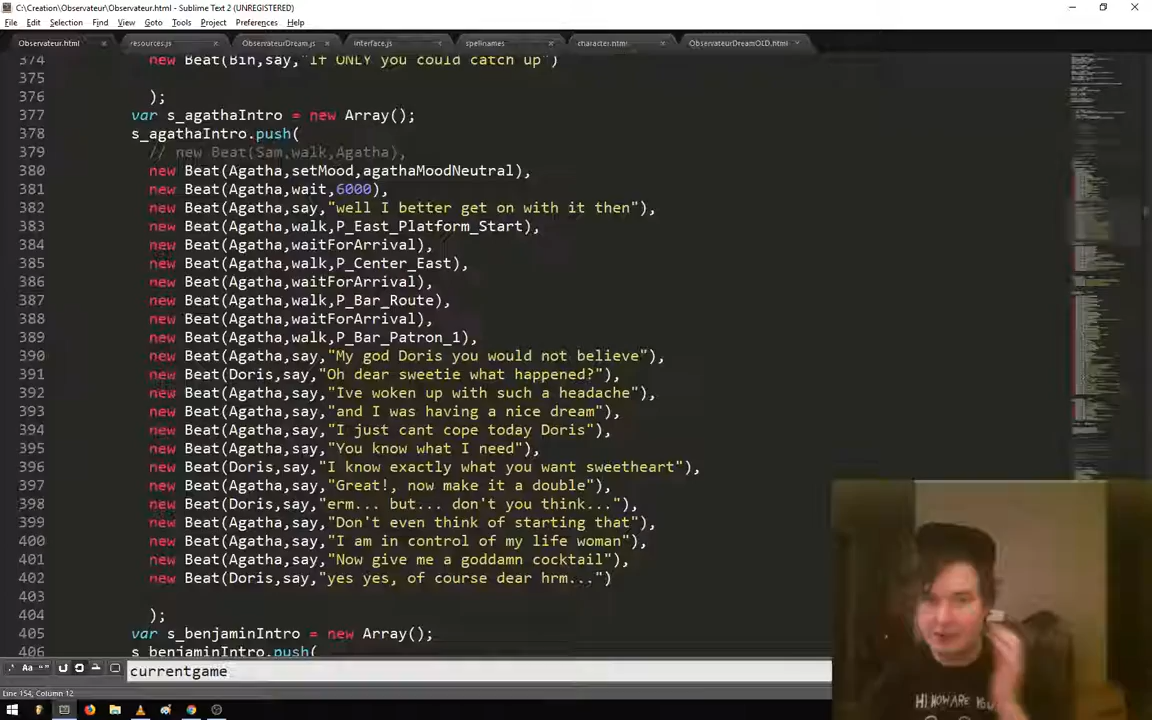 C:\Creation\Observateur\Observateur.html - Sublime Text 2 (UNREGISTERED)
File Edit Selection Find View Goto Tools Project Preferences Help
Observateur.html resources.js ObservateurDream.js interface.js spellnames character.html ObservateurDreamOLD.html
374 new Beat(Bin,say,"If ONLY you could catch up")
375
376 );
377 var s_agathaIntro = new Array();
378 s_agathaIntro.push(
379 // new Beat(Sam,walk,Agatha),
380 new Beat(Agatha,setMood,agathaMoodNeutral),
381 new Beat(Agatha,wait,6000),
382 new Beat(Agatha,say,"well I better get on with it then"),
383 new Beat(Agatha,walk,P_East_Platform_Start),
384 new Beat(Agatha,waitForArrival),
385 new Beat(Agatha,walk,P_Center_East),
386 new Beat(Agatha,waitForArrival),
387 new Beat(Agatha,walk,P_Bar_Route),
388 new Beat(Agatha,waitForArrival),
389 new Beat(Agatha,walk,P_Bar_Patron_1),
390 new Beat(Agatha,say,"My god Doris you would not believe"),
391 new Beat(Doris,say,"Oh dear sweetie what happened?"),
392 new Beat(Agatha,say,"Ive woken up with such a headache"),
393 new Beat(Agatha,say,"and I was having a nice dream"),
394 new Beat(Agatha,say,"I just cant cope today Doris"),
395 new Beat(Agatha,say,"You know what I need"),
396 new Beat(Doris,say,"I know exactly what you want sweetheart"),
397 new Beat(Agatha,say,"Great!, now make it a double"),
398 new Beat(Doris,say,"erm... but... don't you think..."),
399 new Beat(Agatha,say,"Don't even think of starting that"),
400 new Beat(Agatha,say,"I am in control of my life woman"),
401 new Beat(Agatha,say,"Now give me a goddamn cocktail"),
402 new Beat(Doris,say,"yes yes, of course dear hrm...")
403
404 );
405 var s_benjaminIntro = new Array();
406 s_benjaminIntro.push(
currentgame
Line 154, Column 12
HI HOW ARE YOU